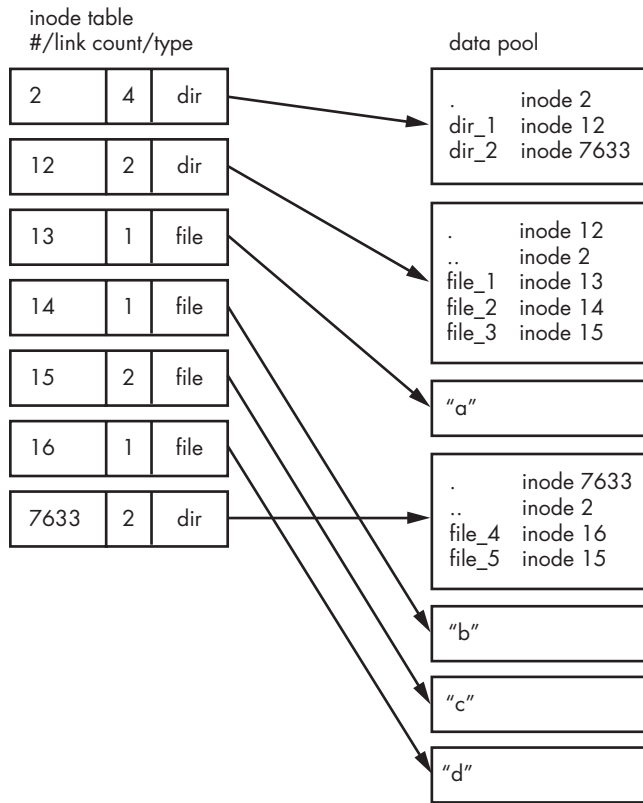 inode table
#/link count/type
2 4 dir
12 2 dir
13 1 file
14 1 file
15 2 file
16 1 file
7633 2 dir
data pool
. inode 2
dir_1 inode 12
dir_2 inode 7633
. inode 12
.. inode 2
file_1 inode 13
file_2 inode 14
file_3 inode 15
“a”
. inode 7633
.. inode 2
file_4 inode 16
file_5 inode 15
“b”
“c”
“d”